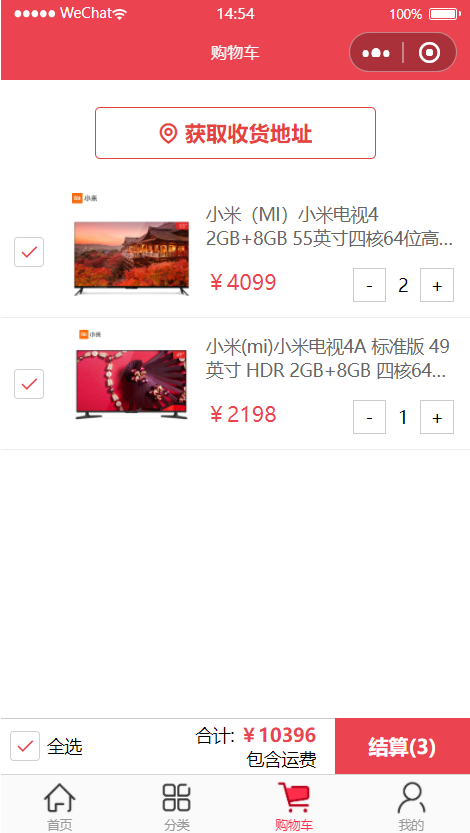 WeChat
14:54
100%
购物车
获取收货地址
小米
小米（MI）小米电视4
2GB+8GB 55英寸四核64位高...
￥4099
- 2 +
小米
小米(mi)小米电视4A 标准版 49
英寸 HDR 2GB+8GB 四核64...
￥2198
- 1 +
全选
合计: ￥10396
包含运费
结算(3)
首页
分类
购物车
我的